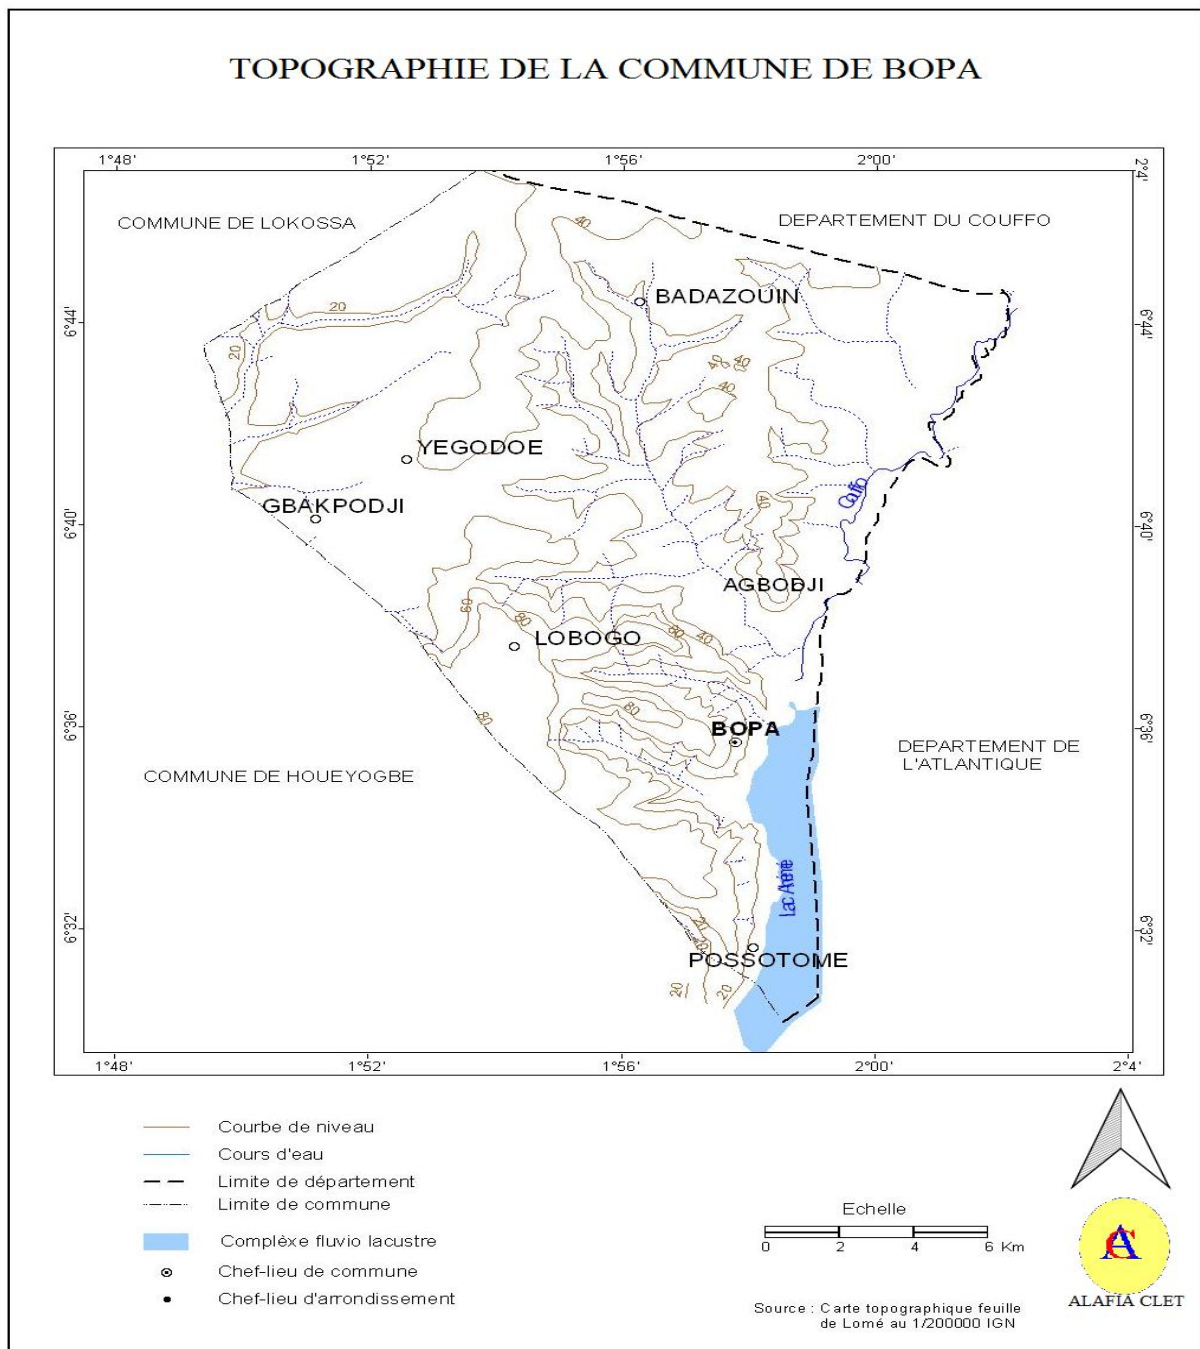 TOPOGRAPHIE DE LA COMMUNE DE BOPA
1°48'
1°52'
1°56'
2°00'
2°4'
COMMUNE DE LOKOSSA
DEPARTEMENT DU COUFFO
40
BADAZOUIN
20
6°44'
6°44'
20
40
40
40
YEGODOE
Couffo
GBAKPODJI
40
6°40'
6°40'
AGBODJI
60
80
LOBOGO
60
40
80
80
BOPA
6°36'
6°36'
DEPARTEMENT DE
L'ATLANTIQUE
COMMUNE DE HOUEYOGBE
Lac Ahémé
6°32'
6°32'
20
20
POSSOTOME
20
20
1°48'
1°52'
1°56'
2°00'
2°4'
Courbe de niveau
Cours d'eau
Limite de département
Limite de commune
Complèxe fluvio lacustre
Chef-lieu de commune
Chef-lieu d'arrondissement
Echelle
0 2 4 6 Km
Source : Carte topographique feuille
de Lomé au 1/200000 IGN
AC
ALAFIA CLET